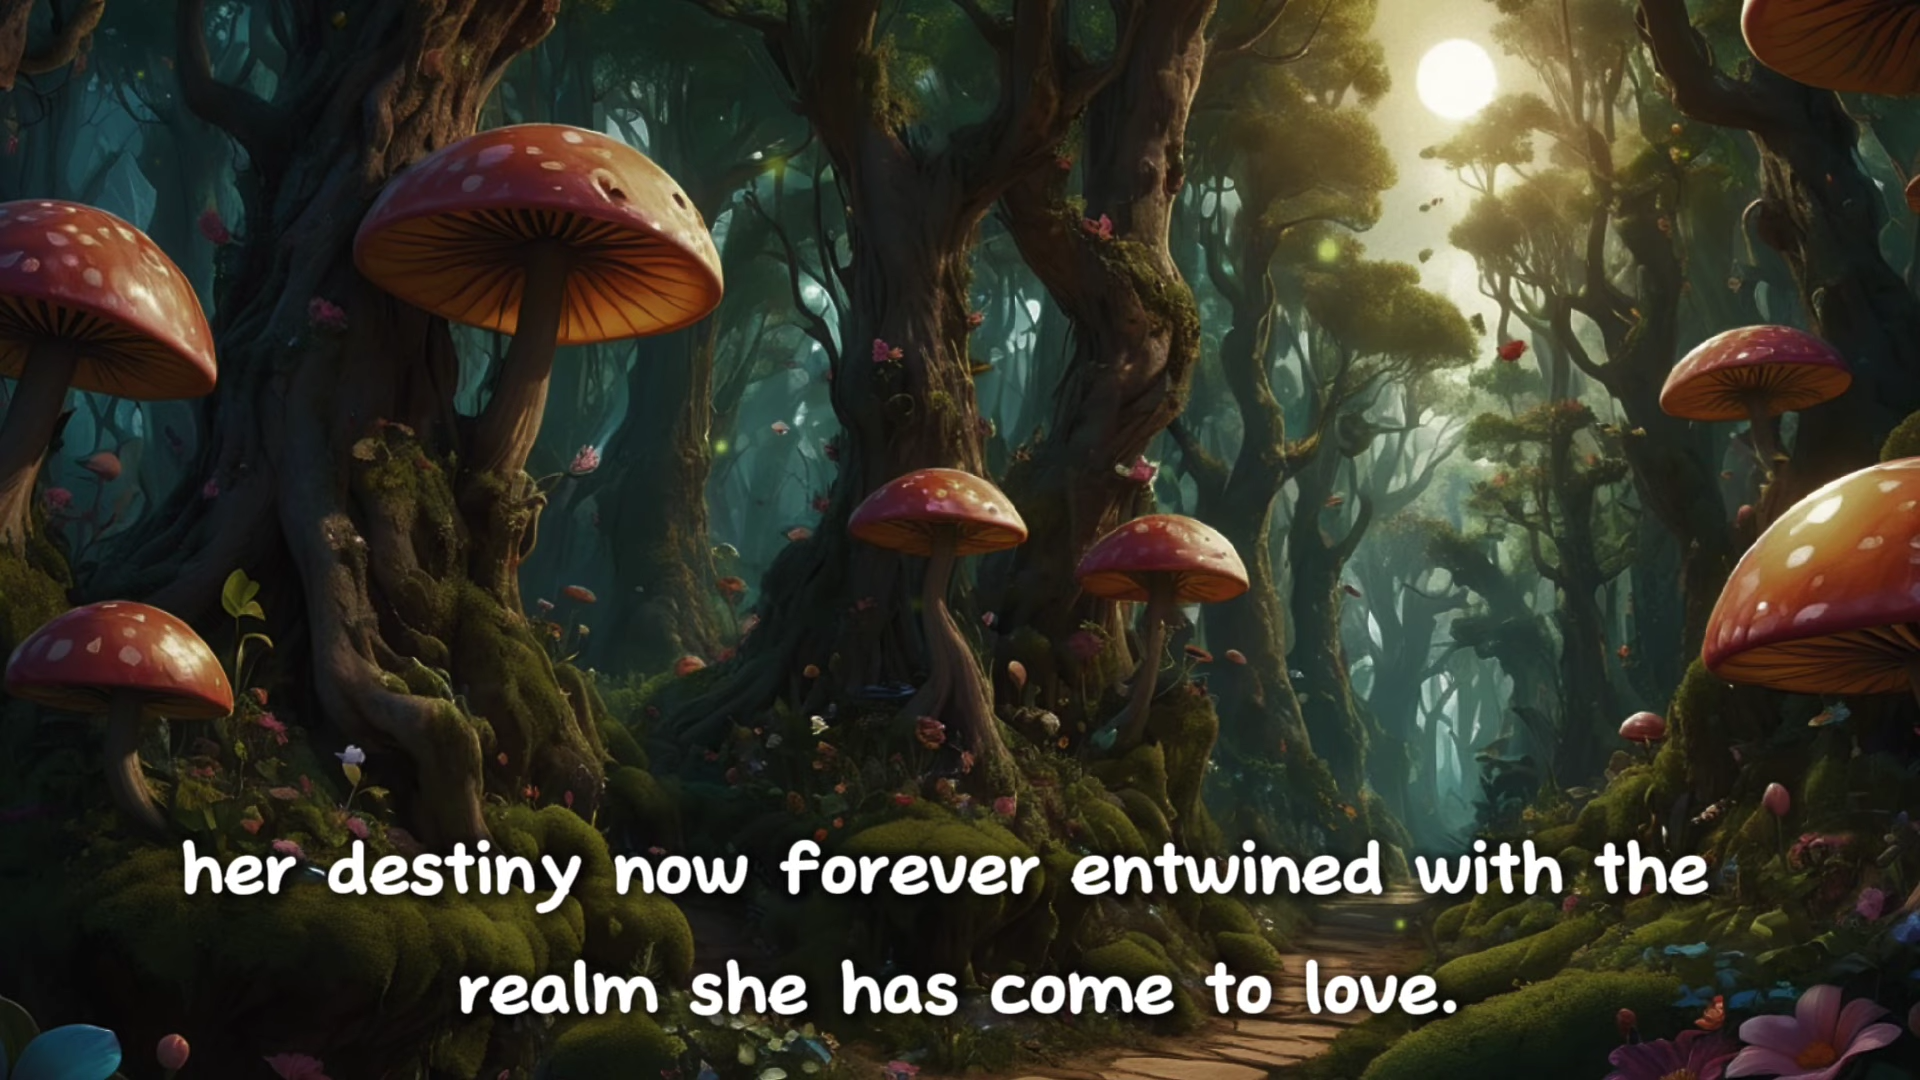 her destiny now forever entwined with the
realm she has come to love.